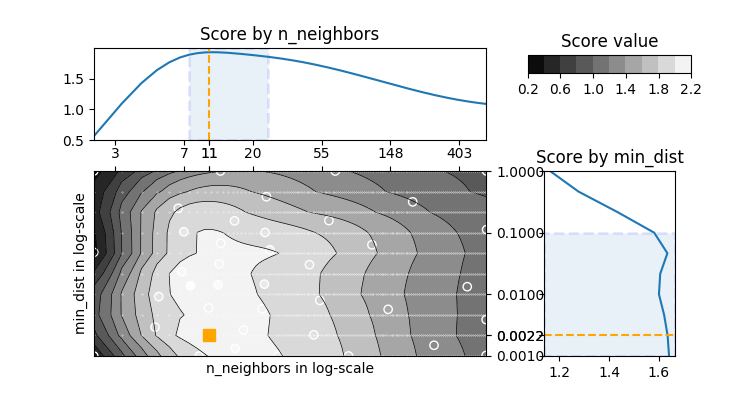 Score by n_neighbors
1.5
1.0
0.5
3 7 11 20 55 148 403
Score value
0.2 0.6 1.0 1.4 1.8 2.2
min_dist in log-scale
n_neighbors in log-scale
Score by min_dist
1.0000
0.1000
0.0100
0.0022
0.0010
1.2 1.4 1.6